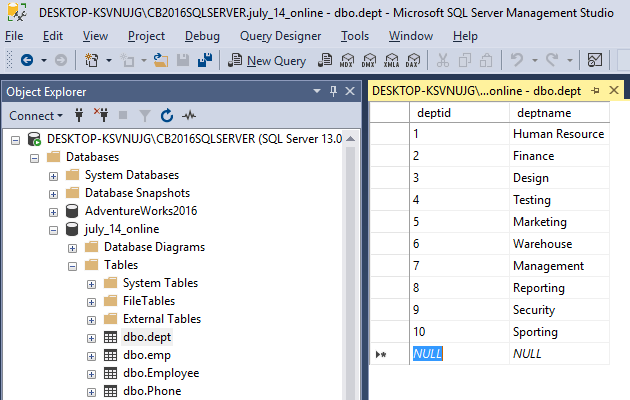 DESKTOP-KSVNUJG\CB2016SQLSERVER.july_14_online - dbo.dept - Microsoft SQL Server Management Studio
File Edit View Project Debug Query Designer Tools Window Help
New Query MDX DMX XMLA DAX
Object Explorer
Connect
DESKTOP-KSVNUJG\CB2016SQLSERVER (SQL Server 13.0
Databases
System Databases
Database Snapshots
AdventureWorks2016
july_14_online
Database Diagrams
Tables
System Tables
FileTables
External Tables
dbo.dept
dbo.emp
dbo.Employee
dbo.Phone
DESKTOP-KSVNUJG\...online - dbo.dept
deptid deptname
1 Human Resource
2 Finance
3 Design
4 Testing
5 Marketing
6 Warehouse
7 Management
8 Reporting
9 Security
10 Sporting
NULL NULL